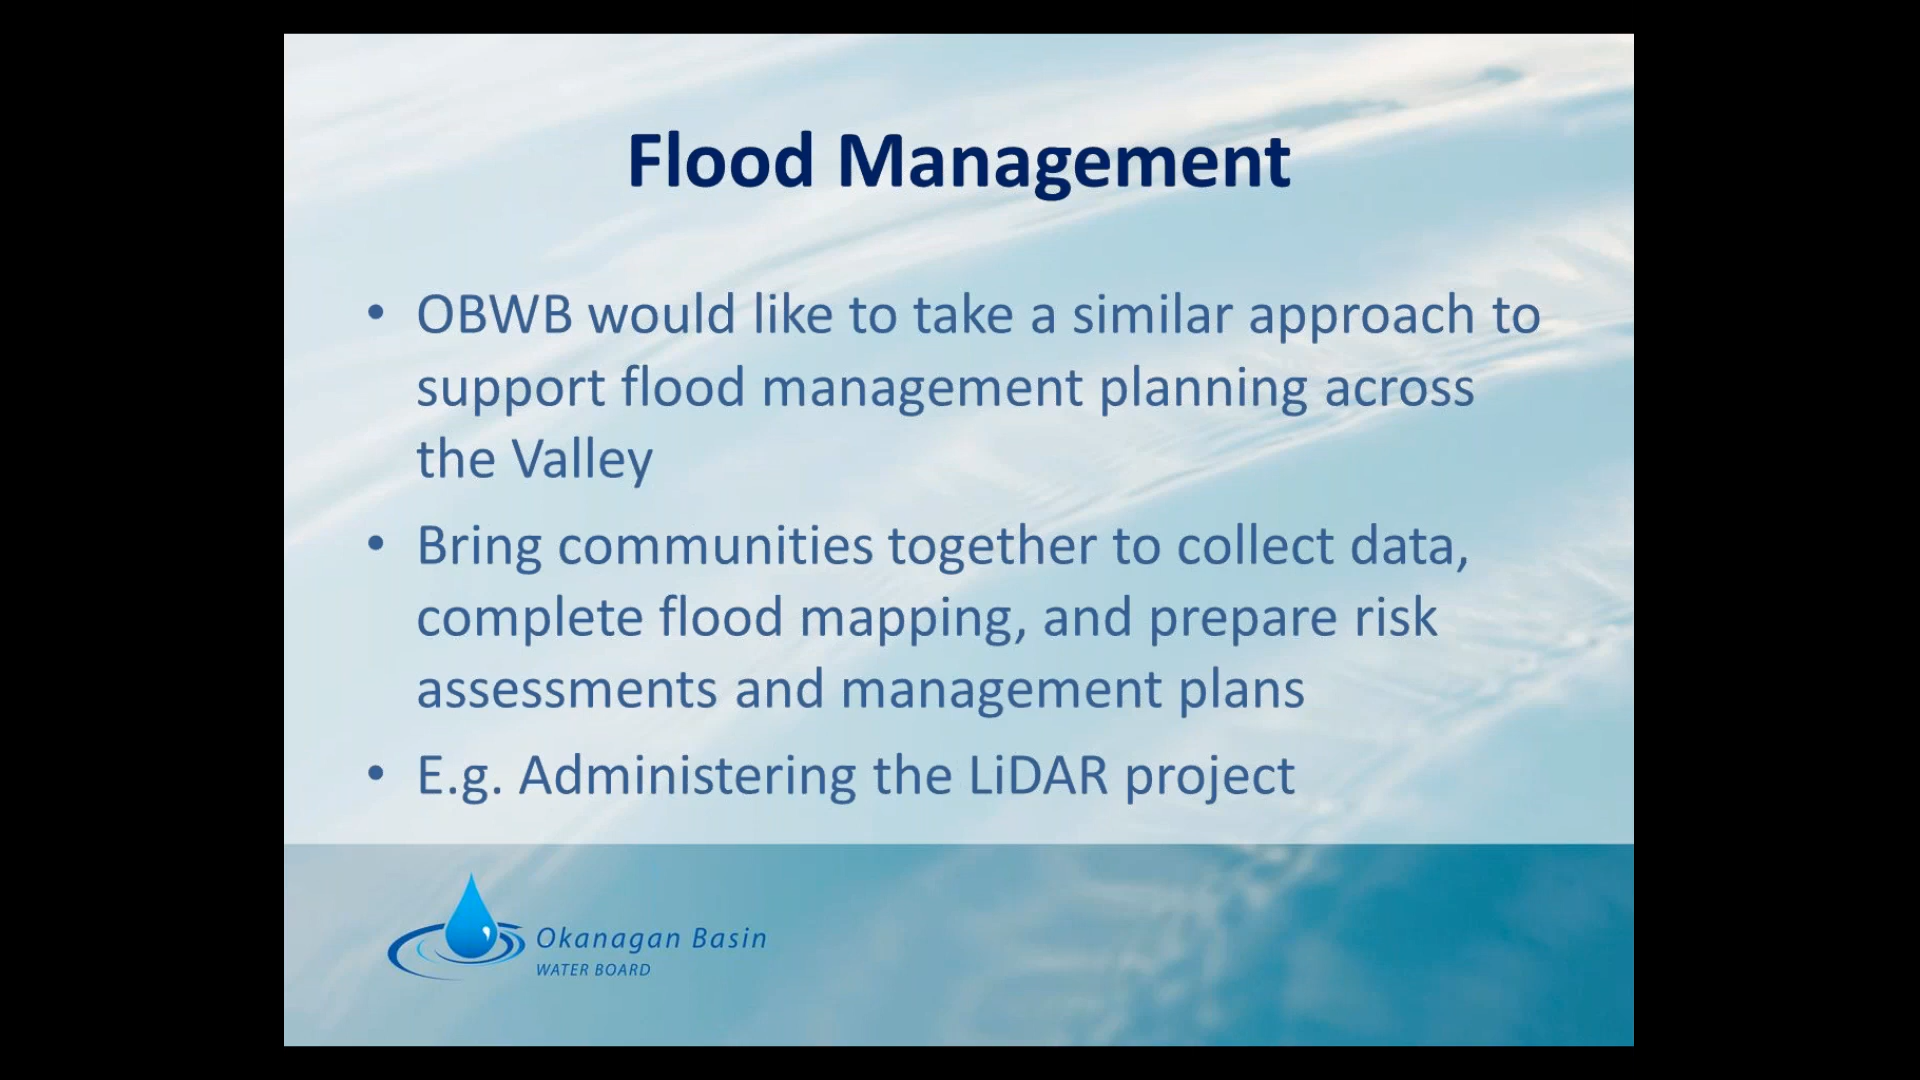 Flood Management
• OBWB would like to take a similar approach to
support flood management planning across
the Valley
• Bring communities together to collect data,
complete flood mapping, and prepare risk
assessments and management plans
• E.g. Administering the LiDAR project
Okanagan Basin
WATER BOARD